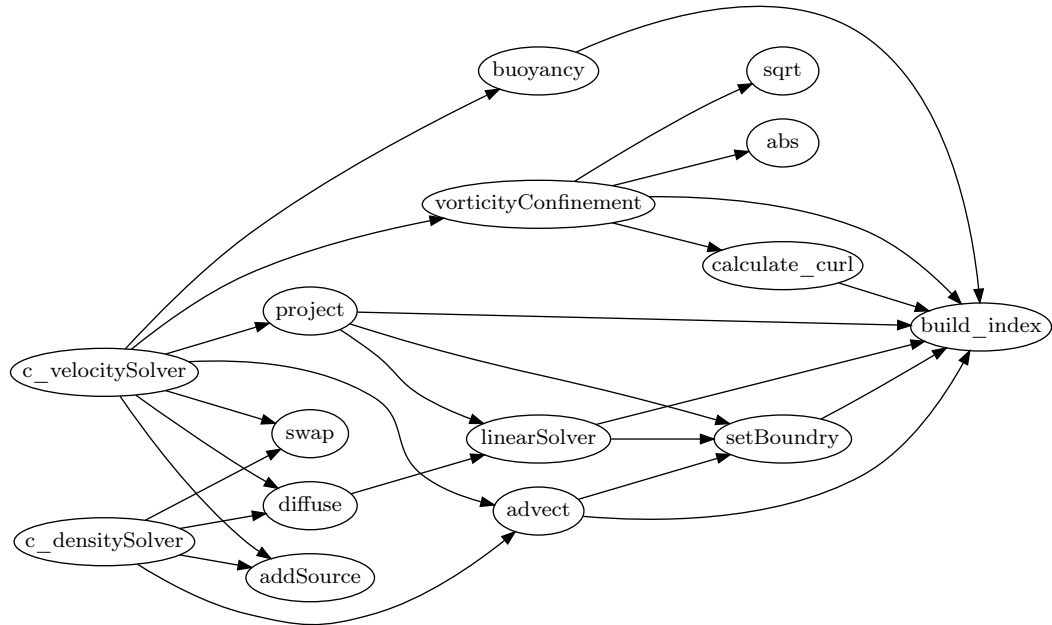 buoyancy
sqrt
abs
vorticityConfinement
calculate_curl
project
build_index
c_velocitySolver
swap
linearSolver
setBoundry
diffuse
advect
c_densitySolver
addSource